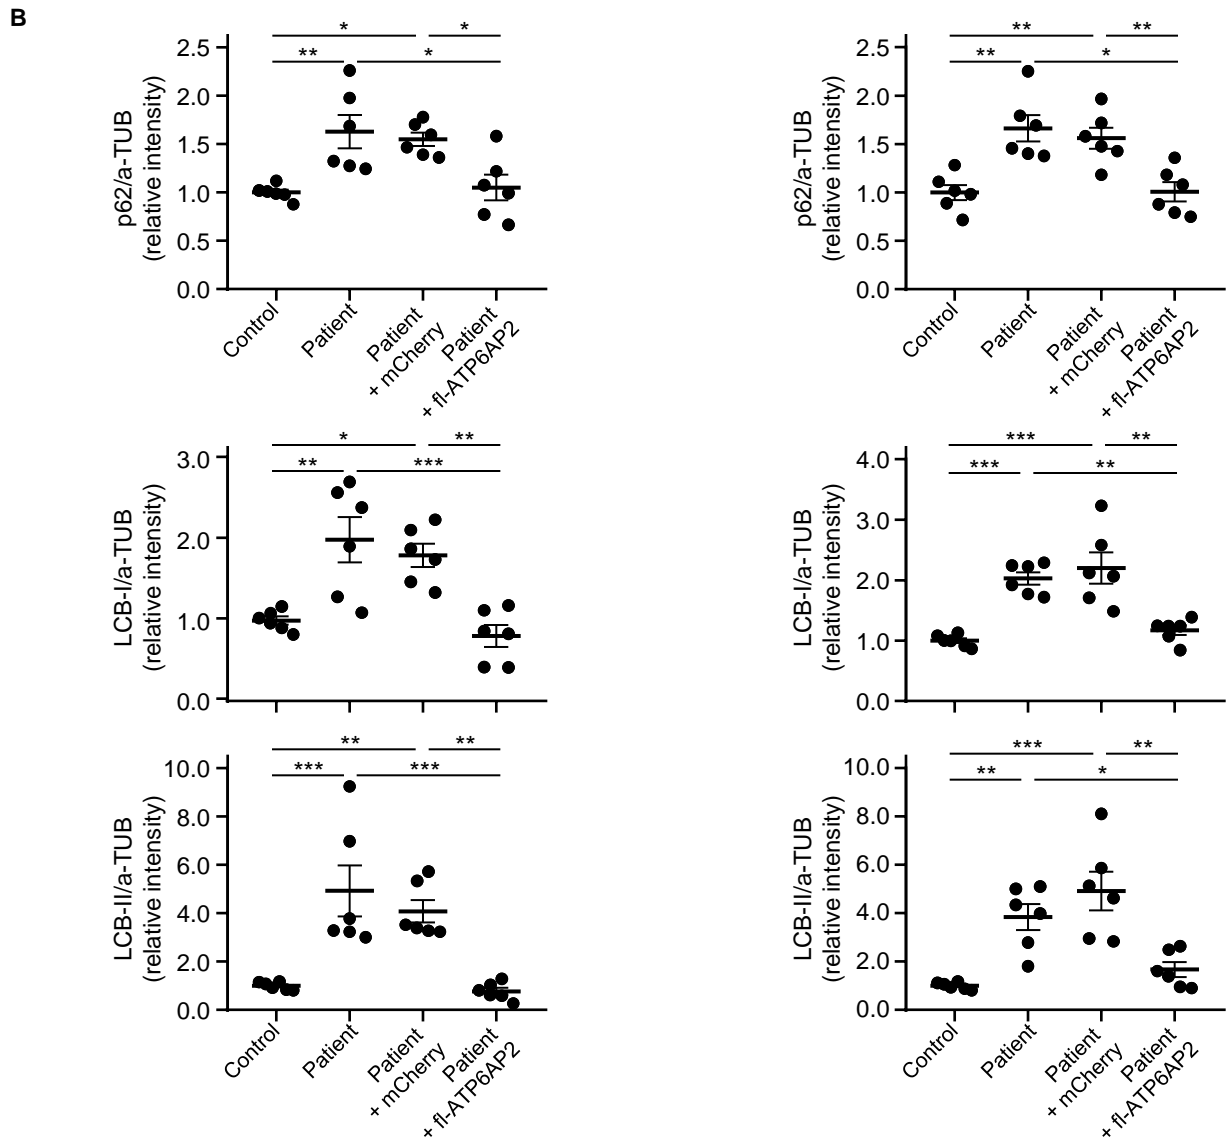 B
* *
** *
p62/a-TUB
(relative intensity)
2.5
2.0
1.5
1.0
0.5
0.0
Control
Patient
Patient
+ mCherry
Patient
+ fl-ATP6AP2
** **
** *
p62/a-TUB
(relative intensity)
2.5
2.0
1.5
1.0
0.5
0.0
Control
Patient
Patient
+ mCherry
Patient
+ fl-ATP6AP2
* **
** ***
LCB-I/a-TUB
(relative intensity)
3.0
2.0
1.0
0.0
*** **
*** **
LCB-I/a-TUB
(relative intensity)
4.0
3.0
2.0
1.0
0.0
** **
*** ***
LCB-II/a-TUB
(relative intensity)
10.0
8.0
6.0
4.0
2.0
0.0
Control
Patient
Patient
+ mCherry
Patient
+ fl-ATP6AP2
*** **
** *
LCB-II/a-TUB
(relative intensity)
10.0
8.0
6.0
4.0
2.0
0.0
Control
Patient
Patient
+ mCherry
Patient
+ fl-ATP6AP2